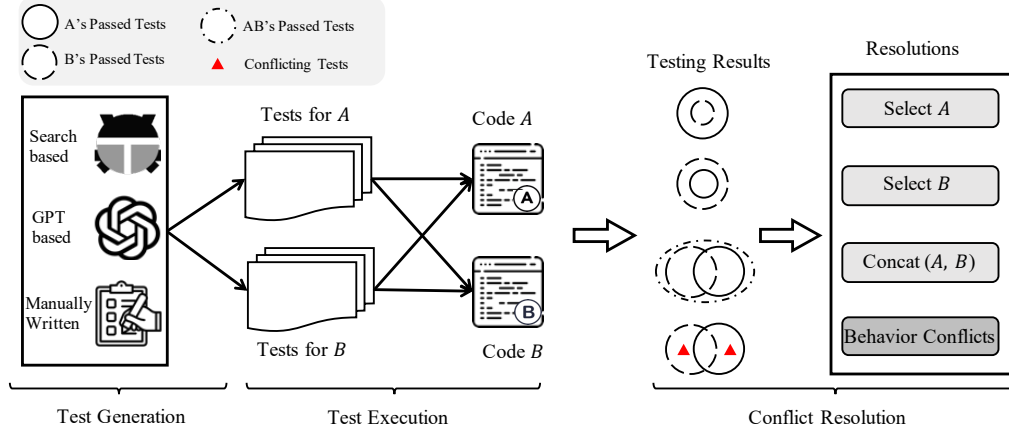 A's Passed Tests
AB's Passed Tests
B's Passed Tests
Conflicting Tests
Search
based
GPT
based
Manually
Written
Tests for A
Tests for B
Code A
A
B
Code B
Testing Results
Resolutions
Select A
Select B
Concat (A, B)
Behavior Conflicts
Test Generation
Test Execution
Conflict Resolution